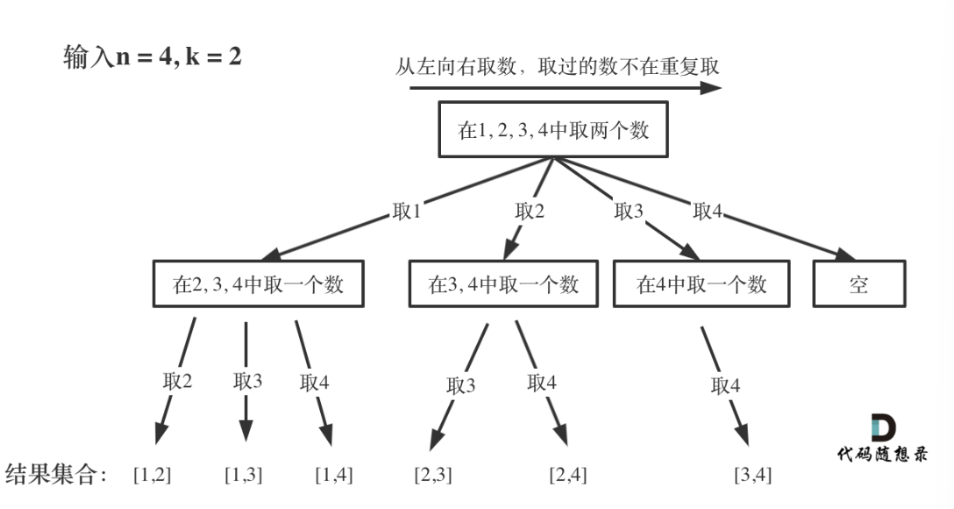 输入n = 4, k = 2
从左向右取数，取过的数不在重复取
在1, 2, 3, 4中取两个数
取1
取2
取3
取4
在2, 3, 4中取一个数
在3, 4中取一个数
在4中取一个数
空
取2
取3
取4
取3
取4
取4
代码随想录
结果集合：
[1,2]
[1,3]
[1,4]
[2,3]
[2,4]
[3,4]